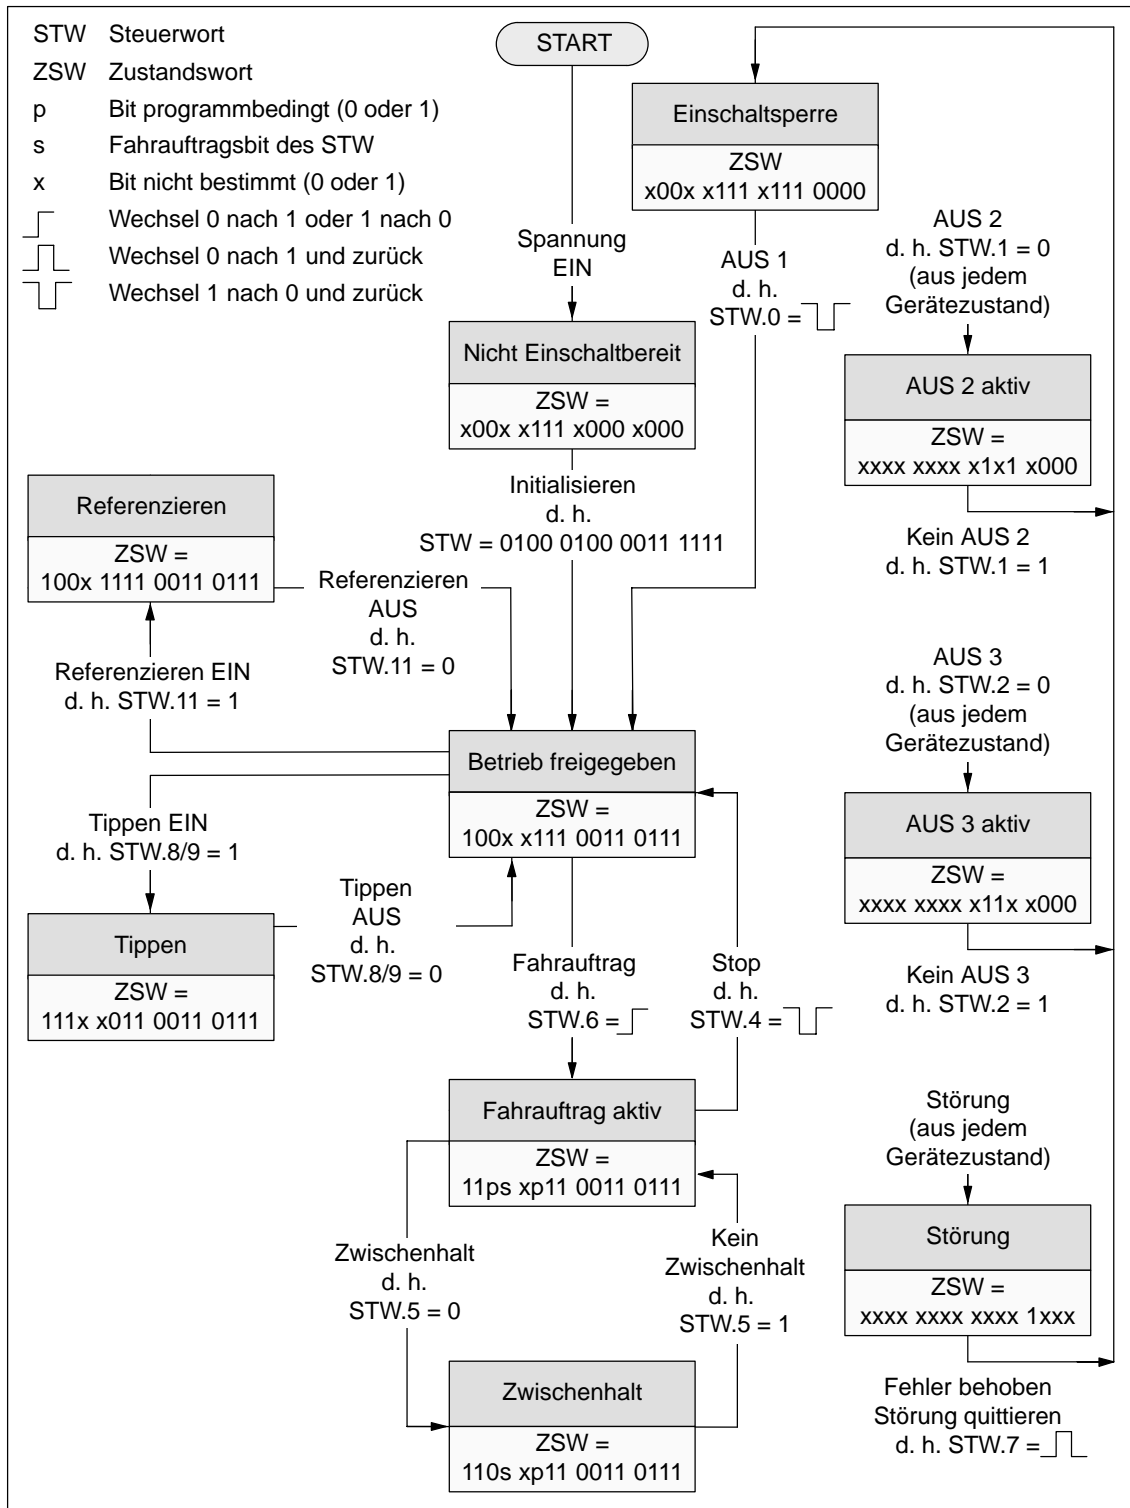 STW Steuerwort
ZSW Zustandswort
p Bit programmbedingt (0 oder 1)
s Fahrauftragsbit des STW
x Bit nicht bestimmt (0 oder 1)
Wechsel 0 nach 1 oder 1 nach 0
Wechsel 0 nach 1 und zurück
Wechsel 1 nach 0 und zurück
START
Einschaltsperre
ZSW
x00x x111 x111 0000
Spannung
EIN
AUS 1
d. h.
STW.0 =
AUS 2
d. h. STW.1 = 0
(aus jedem
Gerätezustand)
Nicht Einschaltbereit
ZSW =
x00x x111 x000 x000
AUS 2 aktiv
ZSW =
xxxx xxxx x1x1 x000
Kein AUS 2
d. h. STW.1 = 1
Initialisieren
d. h.
STW = 0100 0100 0011 1111
Referenzieren
ZSW =
100x 1111 0011 0111
Referenzieren
AUS
d. h.
STW.11 = 0
Referenzieren EIN
d. h. STW.11 = 1
AUS 3
d. h. STW.2 = 0
(aus jedem
Gerätezustand)
Betrieb freigegeben
ZSW =
100x x111 0011 0111
AUS 3 aktiv
ZSW =
xxxx xxxx x11x x000
Kein AUS 3
d. h. STW.2 = 1
Tippen EIN
d. h. STW.8/9 = 1
Tippen
AUS
d. h.
STW.8/9 = 0
Tippen
ZSW =
111x x011 0011 0111
Fahrauftrag
d. h.
STW.6 =
Stop
d. h.
STW.4 =
Fahrauftrag aktiv
ZSW =
11ps xp11 0011 0111
Störung
(aus jedem
Gerätezustand)
Störung
ZSW =
xxxx xxxx xxxx 1xxx
Zwischenhalt
d. h.
STW.5 = 0
Kein
Zwischenhalt
d. h.
STW.5 = 1
Zwischenhalt
ZSW =
110s xp11 0011 0111
Fehler behoben
Störung quittieren
d. h. STW.7 =